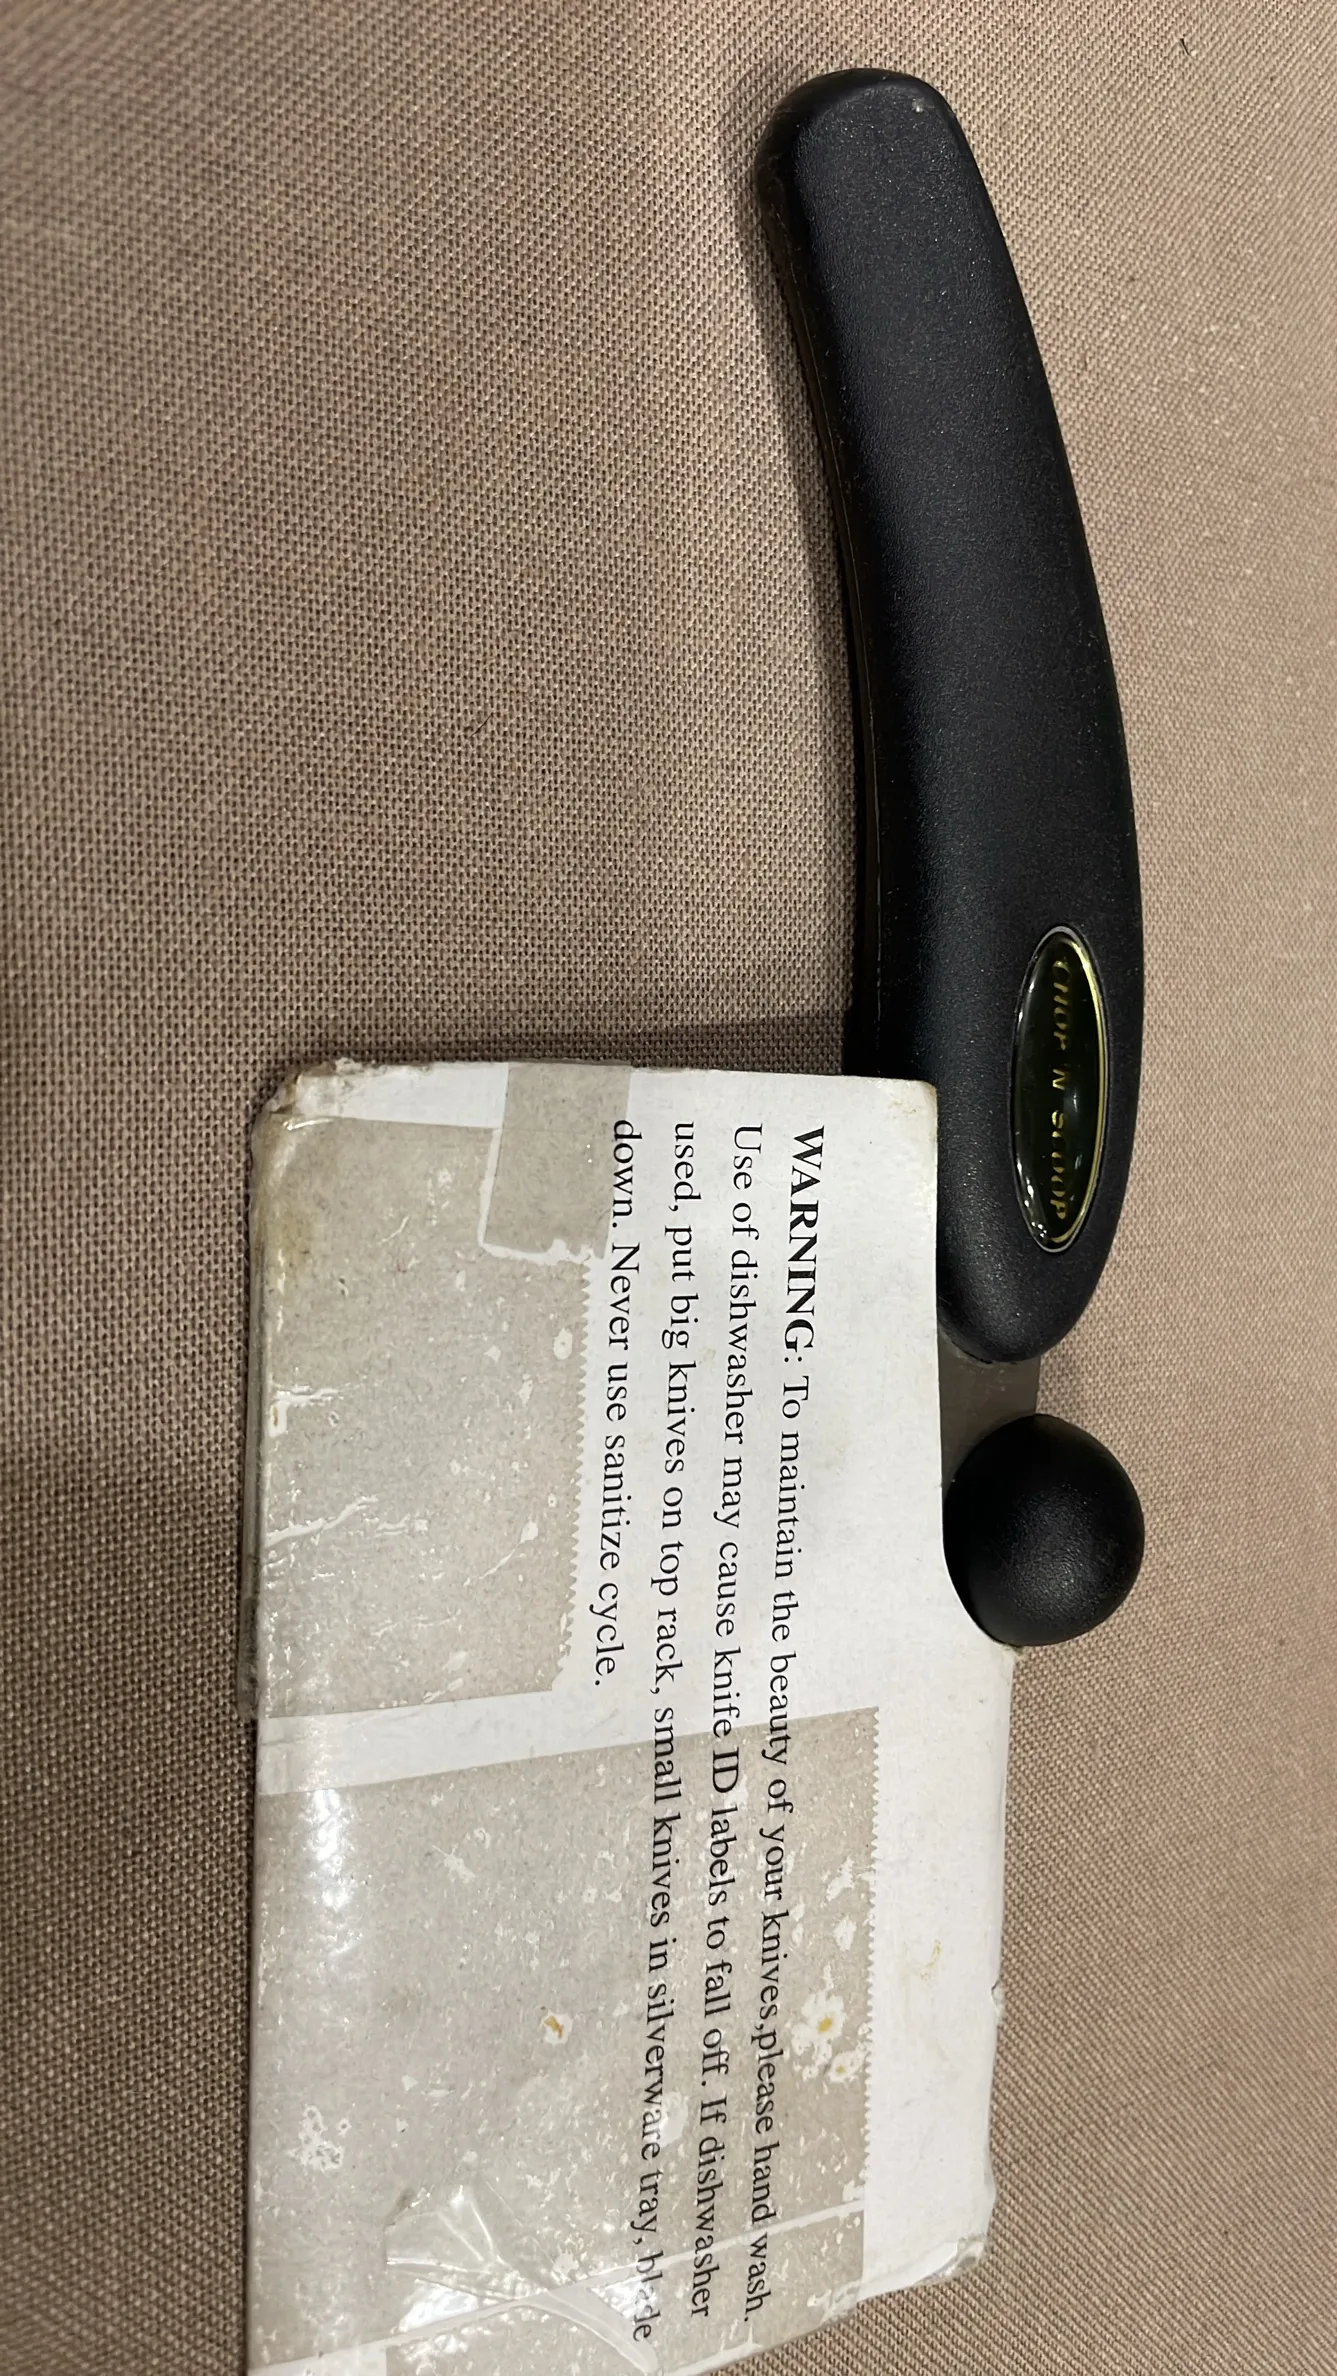 CHOP 'N SCOOP
WARNING: To maintain the beauty of your knives,please hand wash.
Use of dishwasher may cause knife ID labels to fall off. If dishwasher
used, put big knives on top rack, small knives in silverware tray, blade
down. Never use sanitize cycle.